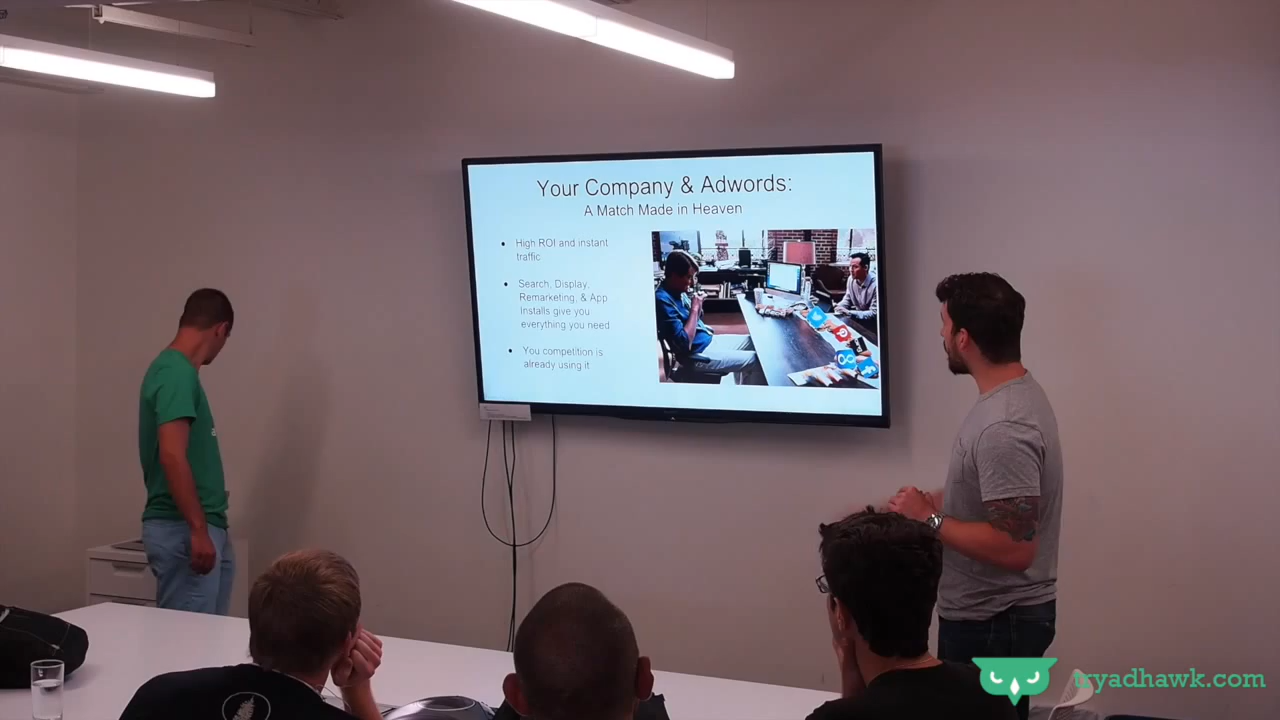 Your Company & Adwords:
A Match Made in Heaven
High ROI and instant
traffic
Search, Display,
Remarketing, & App
Installs give you
everything you need
You competition is
already using it
tryadhawk.com